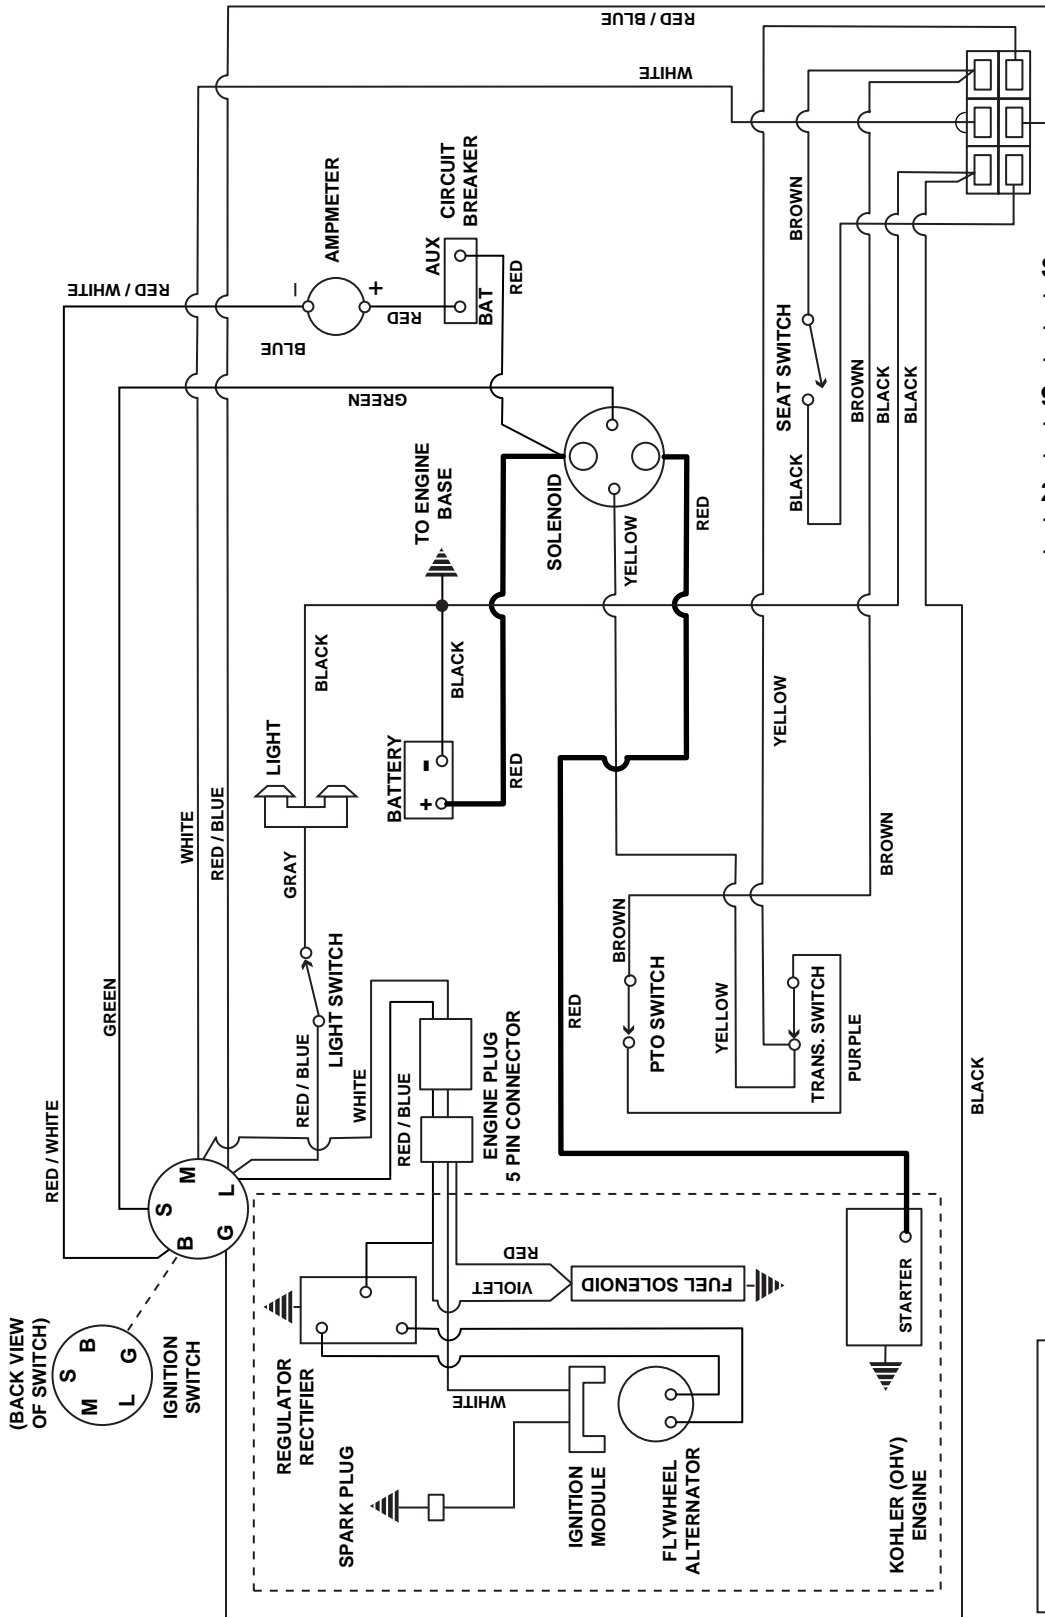 RED / BLUE
WHITE
AMPMETER
AUX
CIRCUIT
BREAKER
RED / WHITE
–
+
BLUE
RED
BAT
RED
BROWN
SEAT SWITCH
BROWN
BLACK
BLACK
BLACK
GREEN
TO ENGINE
BASE
SOLENOID
YELLOW
RED
BLACK
BLACK
LIGHT
BATTERY
-
+
RED
YELLOW
WHITE
RED / BLUE
GRAY
BROWN
BROWN
GREEN
LIGHT SWITCH
RED
PTO SWITCH
YELLOW
TRANS. SWITCH
PURPLE
BLACK
RED / BLUE
WHITE
RED / BLUE
ENGINE PLUG
5 PIN CONNECTOR
RED / WHITE
M
S
L
B
G
RED
VIOLET
FUEL SOLENOID
STARTER
(BACK VIEW
OF SWITCH)
B
S
G
M
L
IGNITION
SWITCH
REGULATOR
RECTIFIER
WHITE
SPARK PLUG
IGNITION
MODULE
FLYWHEEL
ALTERNATOR
KOHLER (OHV)
ENGINE